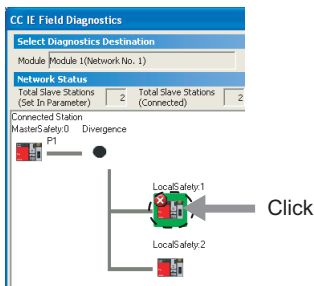 CC IE Field Diagnostics
Select Diagnostics Destination
Module Module 1(Network No. 1)
Network Status
Total Slave Stations (Set In Parameter) 2 Total Slave Stations (Connected) 2
Connected Station
MasterSafety:0 Divergence
P1
LocalSafety:1
Click
LocalSafety:2